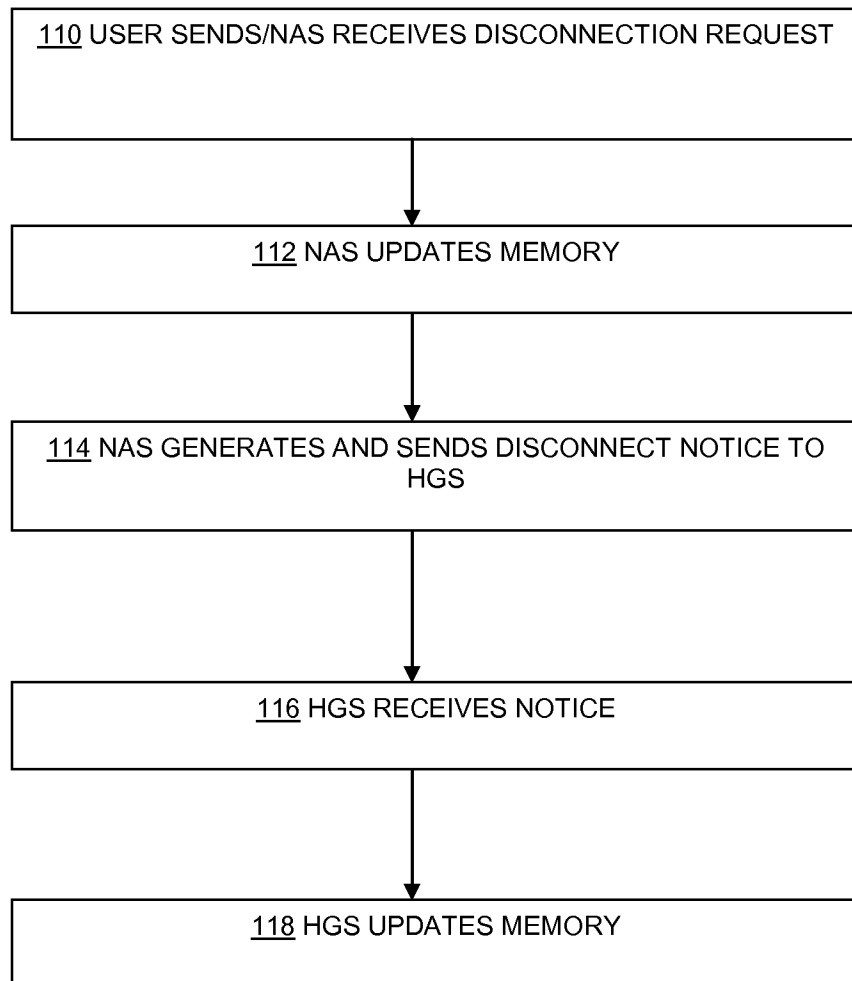 110 USER SENDS/NAS RECEIVES DISCONNECTION REQUEST
112 NAS UPDATES MEMORY
114 NAS GENERATES AND SENDS DISCONNECT NOTICE TO
HGS
116 HGS RECEIVES NOTICE
118 HGS UPDATES MEMORY